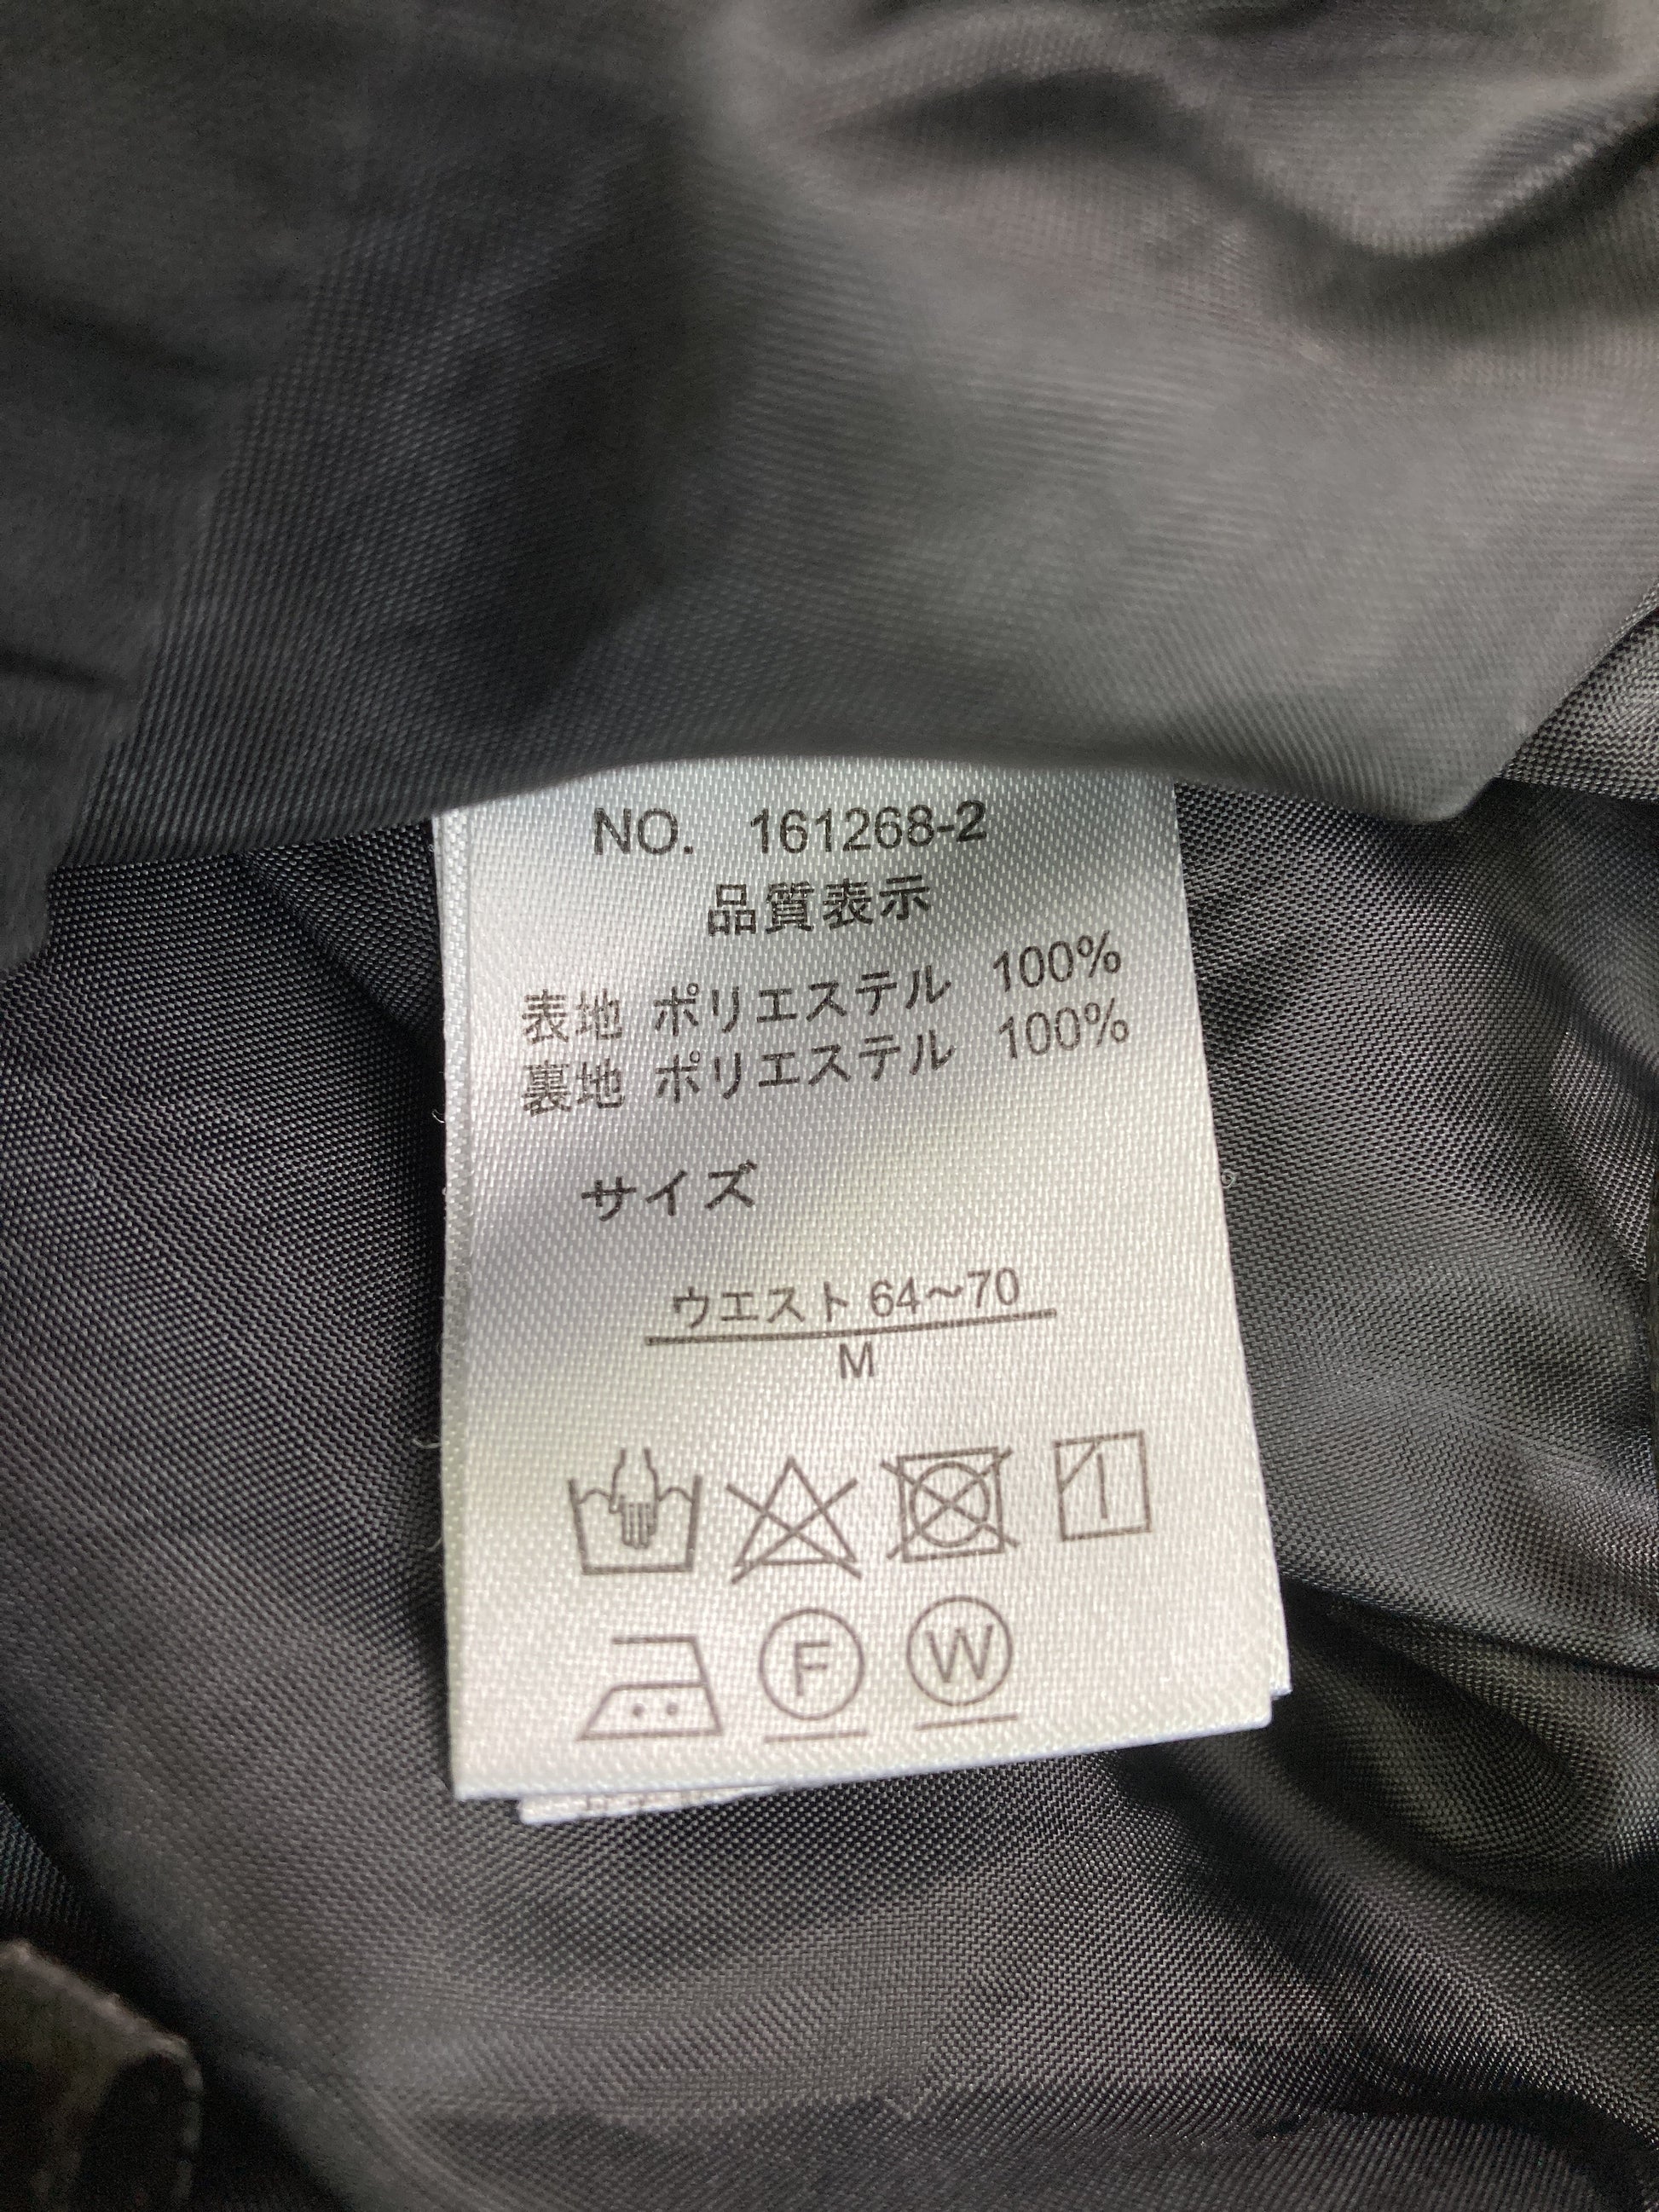 NO. 161268-2
品質表示
表地 ポリエステル 100%
裏地 ポリエステル 100%
サイズ
ウエスト 64～70
M
F W